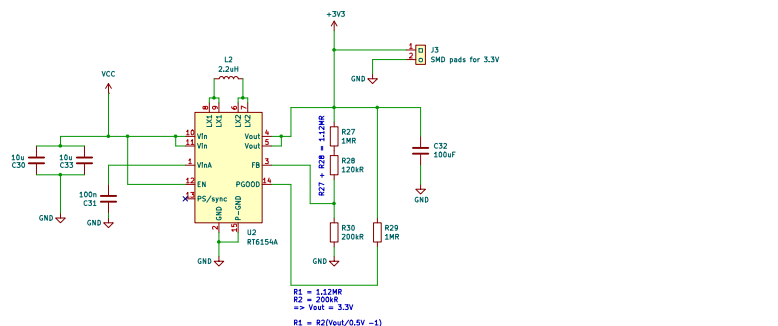 +3V3
J3
1
2
SMD pads for 3.3V
GND
VCC
L2
2.2uH
8
9
6
7
LX1
LX1
LX2
LX2
10
VIn
11
VIn
1
VInA
12
EN
13
PS/sync
4
Vout
5
Vout
3
FB
14
PGOOD
GND
P-GND
2
15
U2
RT6154A
10u
C30
10u
C33
100n
C31
GND
GND
GND
R27 + R28 = 1.12MR
R27
1MR
R28
120kR
R30
200kR
R29
1MR
GND
C32
100uF
GND
R1 = 1.12MR
R2 = 200kR
=> Vout = 3.3V
R1 = R2(Vout/0.5V -1)